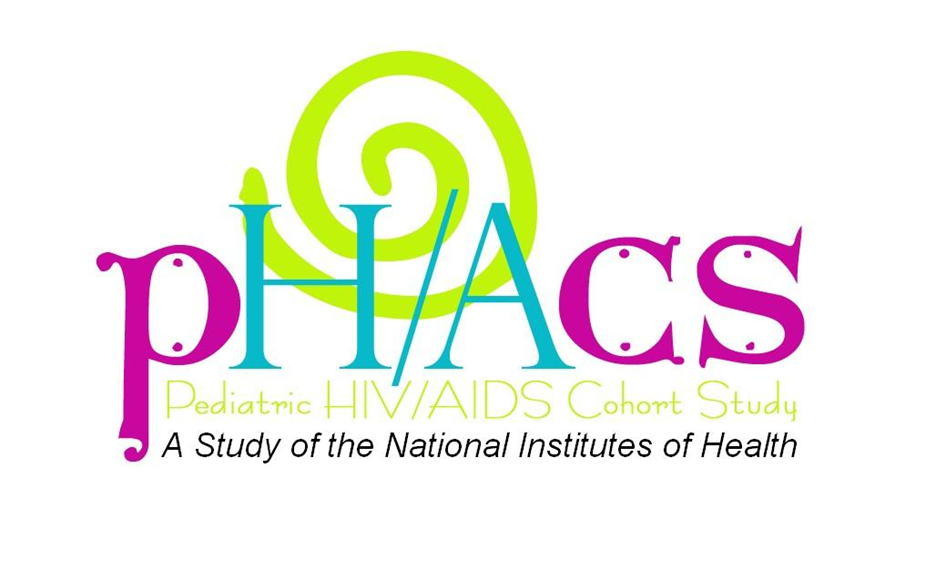 pH/Acs
Pediatric HIV/AIDS Cohort Study
A Study of the National Institutes of Health